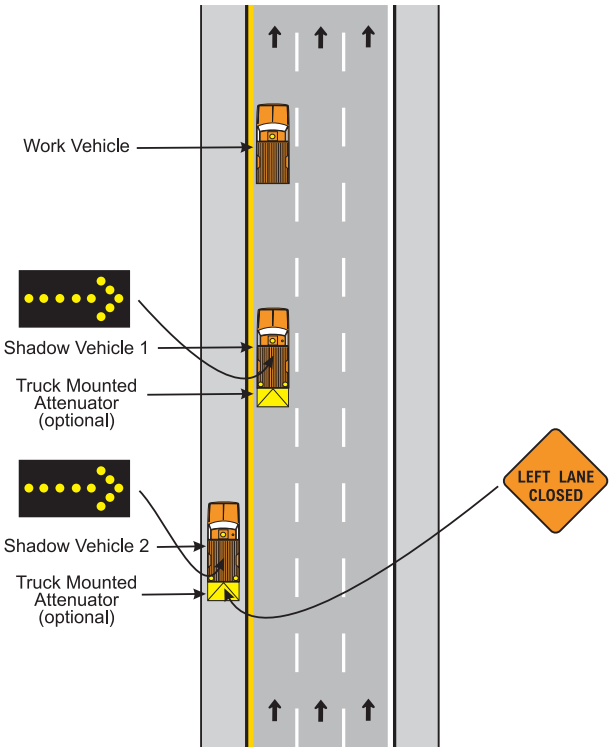 Work Vehicle
Shadow Vehicle 1
Truck Mounted
Attenuator
(optional)
LEFT LANE
CLOSED
Shadow Vehicle 2
Truck Mounted
Attenuator
(optional)